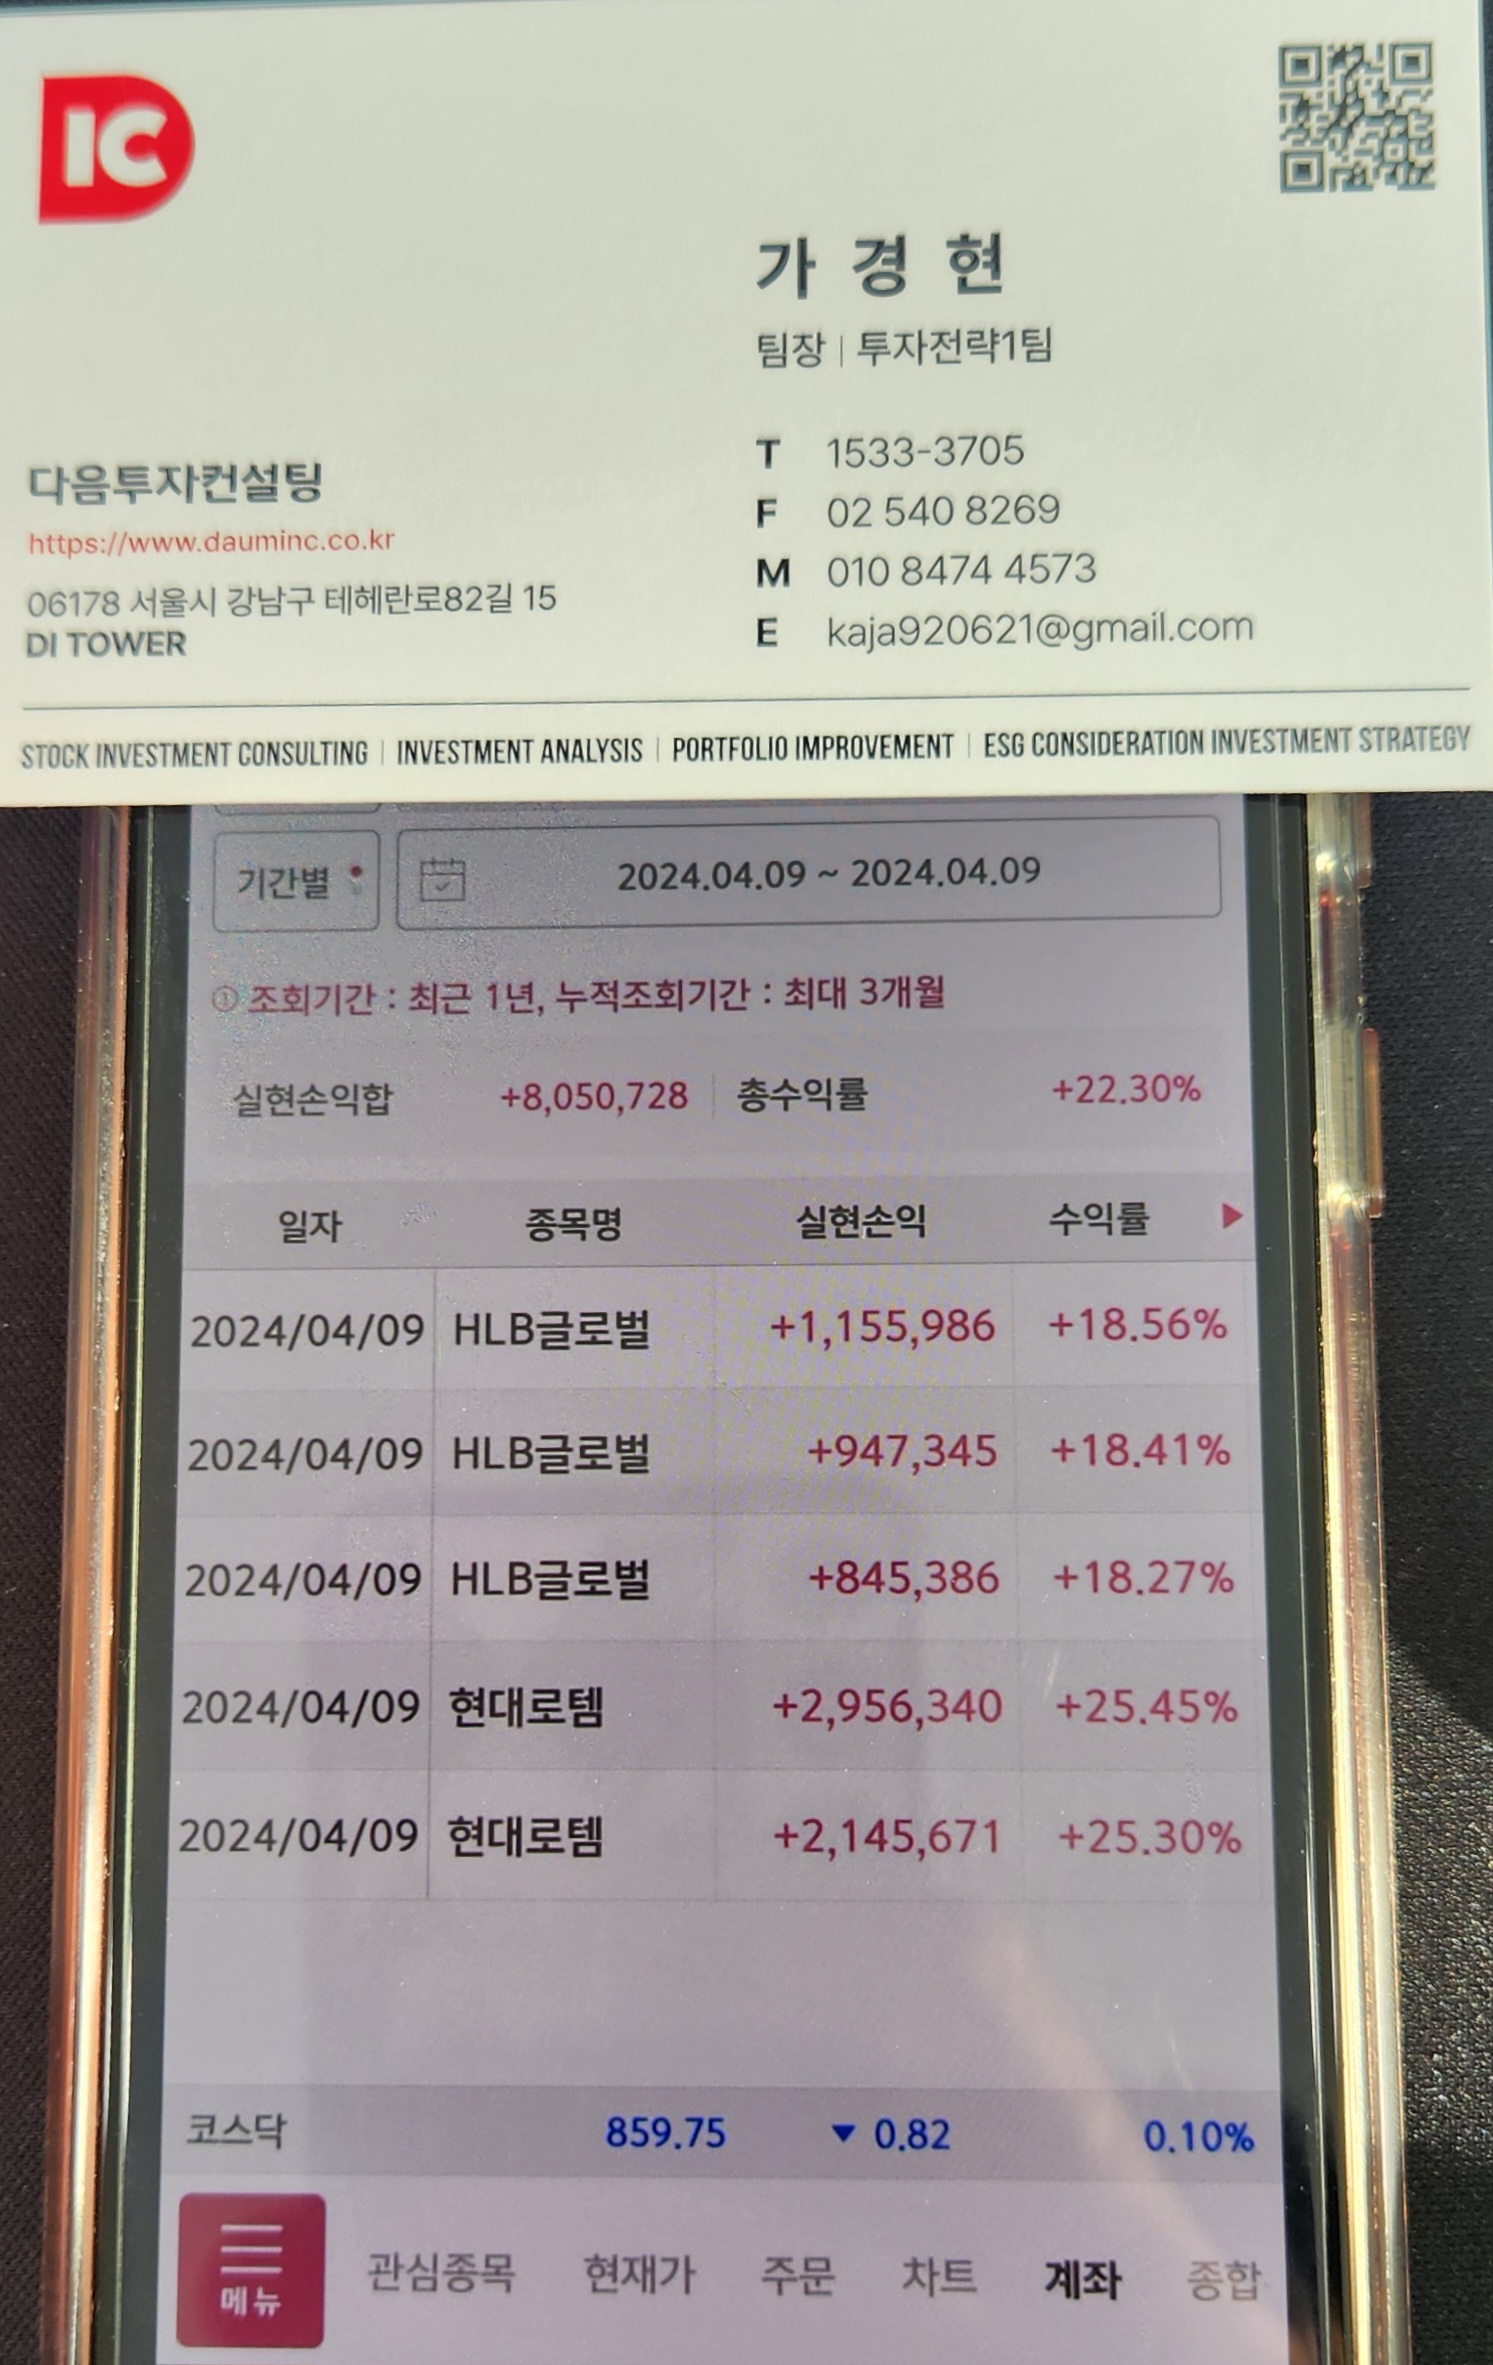 IC
가경현
팀장 | 투자전략1팀
T 1533-3705
F 02 540 8269
M 010 8474 4573
E kaja920621@gmail.com
다음투자컨설팅
https://www.dauminc.co.kr
06178 서울시 강남구 테헤란로82길 15
DI TOWER
STOCK INVESTMENT CONSULTING | INVESTMENT ANALYSIS | PORTFOLIO IMPROVEMENT | ESG CONSIDERATION INVESTMENT STRATEGY
기간별 2024.04.09 ~ 2024.04.09
① 조회기간 : 최근 1년, 누적조회기간 : 최대 3개월
실현손익합 +8,050,728 총수익률 +22.30%
일자 종목명 실현손익 수익률 ▶
2024/04/09 HLB글로벌 +1,155,986 +18.56%
2024/04/09 HLB글로벌 +947,345 +18.41%
2024/04/09 HLB글로벌 +845,386 +18.27%
2024/04/09 현대로템 +2,956,340 +25.45%
2024/04/09 현대로템 +2,145,671 +25.30%
코스닥 859.75 ▼ 0.82 0.10%
메뉴 관심종목 현재가 주문 차트 계좌 종합